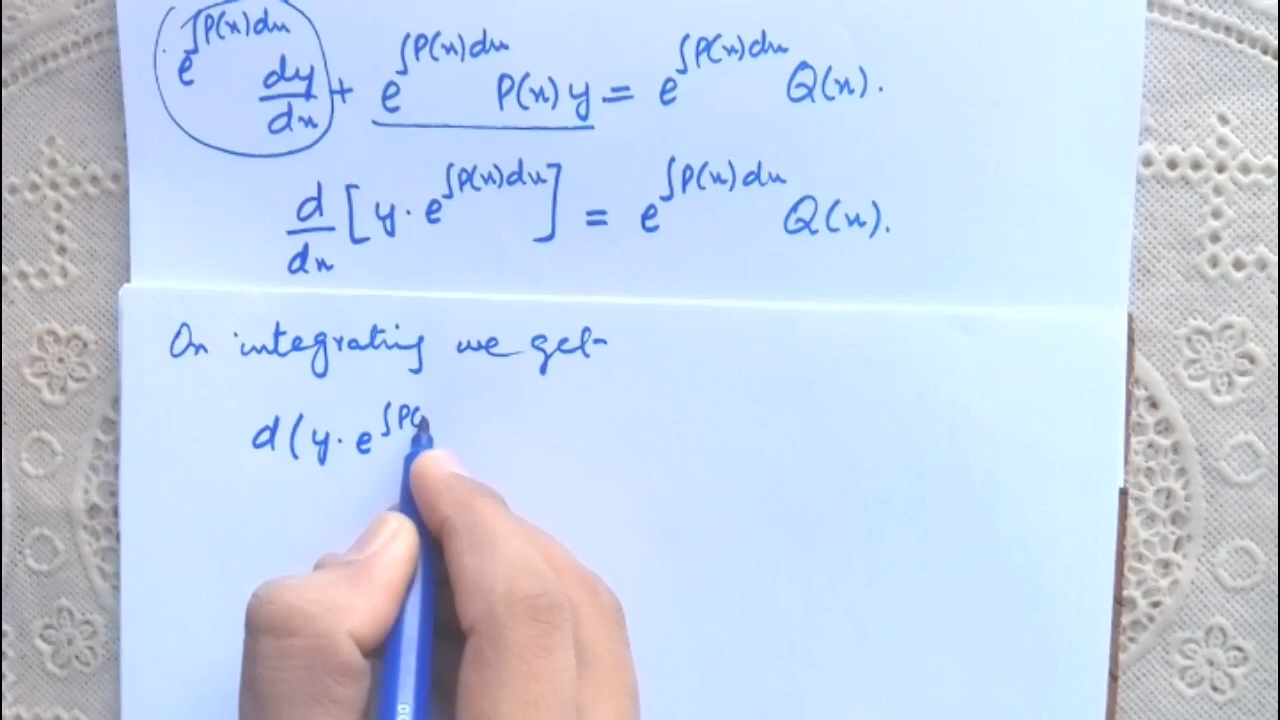 e^∫P(x)dx dy/dx + e^∫P(x)dx P(x) y = e^∫P(x)dx Q(x).
d/dx [y · e^∫P(x)dx] = e^∫P(x)dx Q(x).
On integrating we get
d(y · e^∫P(